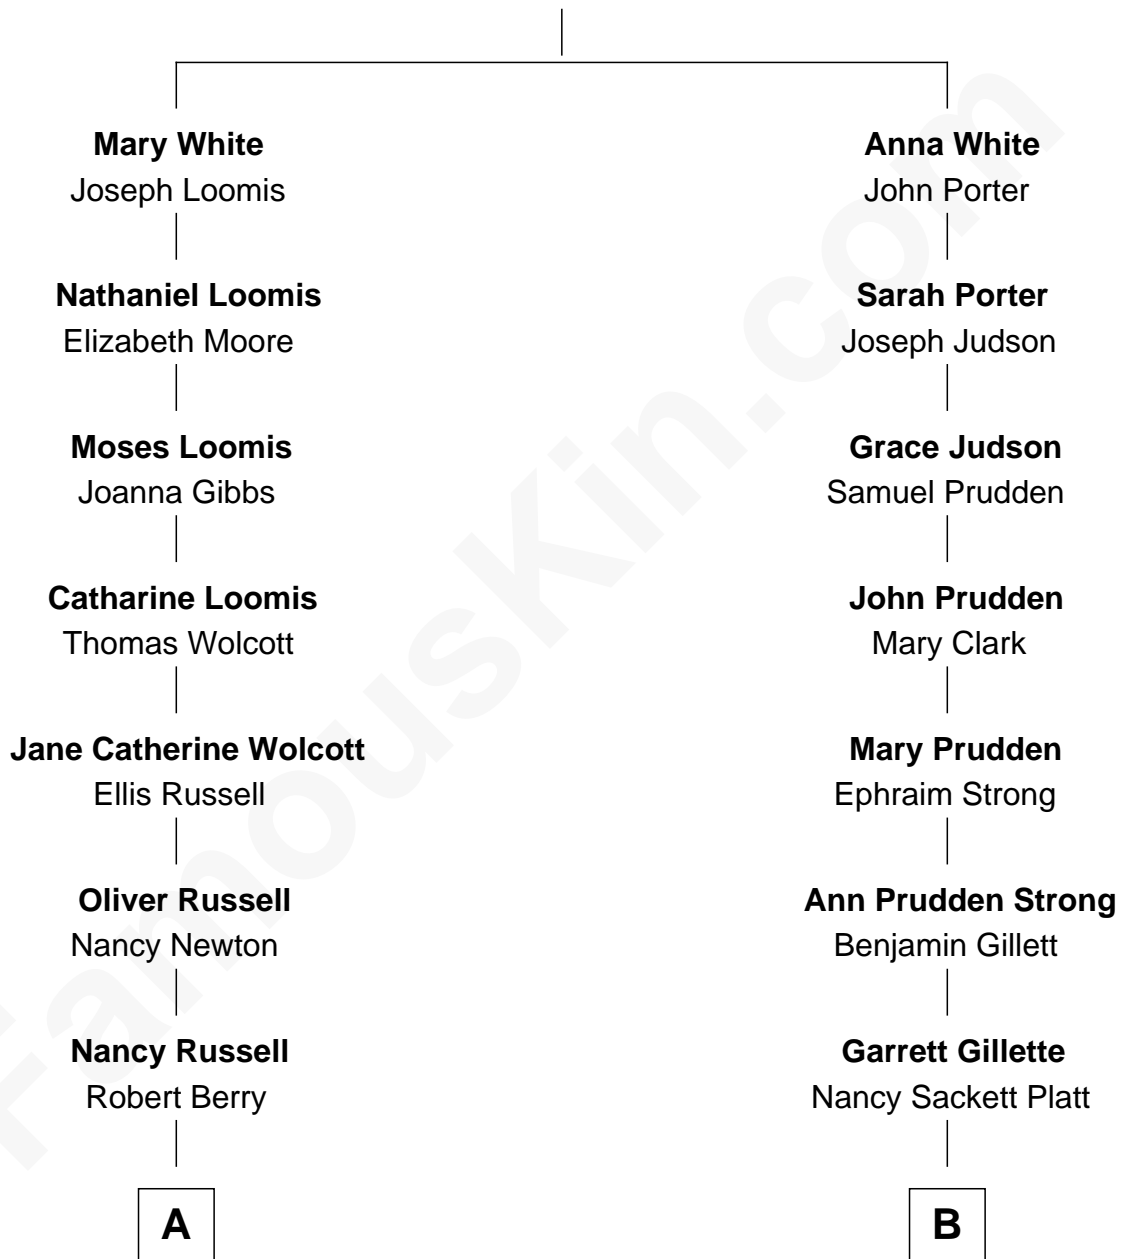 Mary White
Joseph Loomis
Anna White
John Porter
Nathaniel Loomis
Elizabeth Moore
Sarah Porter
Joseph Judson
Moses Loomis
Joanna Gibbs
Grace Judson
Samuel Prudden
Catharine Loomis
Thomas Wolcott
John Prudden
Mary Clark
Jane Catherine Wolcott
Ellis Russell
Mary Prudden
Ephraim Strong
Oliver Russell
Nancy Newton
Ann Prudden Strong
Benjamin Gillett
Nancy Russell
Robert Berry
Garrett Gillette
Nancy Sackett Platt
A
B
FamousKin.com